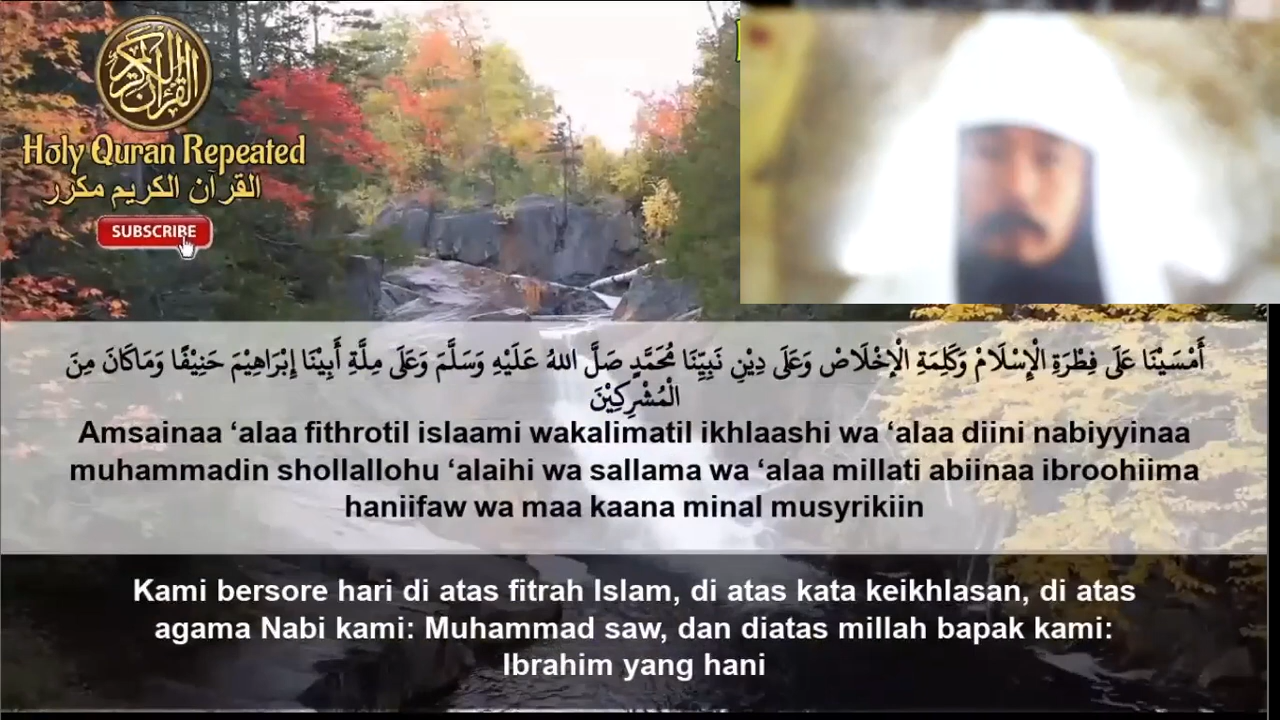 Holy Quran Repeated
القرآن الكريم مكرر
SUBSCRIBE
أَمْسَيْنَا عَلَى فِطْرَةِ الْإِسْلَامْ وَكَلِمَةِ الْإِخْلَاصْ وَعَلَى دِيْنِ نَبِيِّنَا مُحَمَّدٍ صَلَّ اللهُ عَلَيْهِ وَسَلَّمَ وَعَلَى مِلَّةِ أَبِيْنَا إِبْرَاهِيْمَ حَنِيْفًا وَمَاكَانَ مِنَ
الْمُشْرِكِيْنَ
Amsainaa ‘alaa fithrotil islaami wakalimatil ikhlaashi wa ‘alaa diini nabiyyinaa
muhammadin shollallohu ‘alaihi wa sallama wa ‘alaa millati abiinaa ibroohiima
haniifaw wa maa kaana minal musyrikiin
Kami bersore hari di atas fitrah Islam, di atas kata keikhlasan, di atas
agama Nabi kami: Muhammad saw, dan diatas millah bapak kami:
Ibrahim yang hani